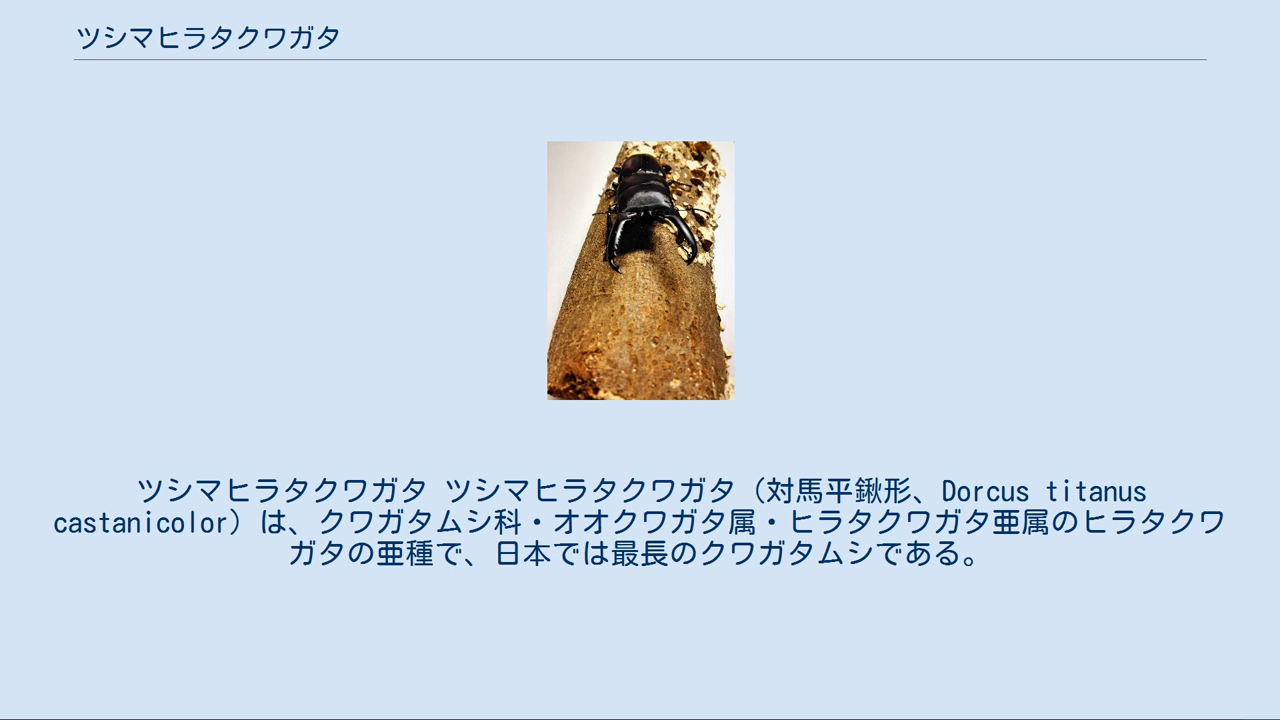 ツシマヒラタクワガタ
ツシマヒラタクワガタ ツシマヒラタクワガタ（対馬平鍬形、Dorcus titanus
castanicolor）は、クワガタムシ科・オオクワガタ属・ヒラタクワガタ亜属のヒラタクワ
ガタの亜種で、日本では最長のクワガタムシである。